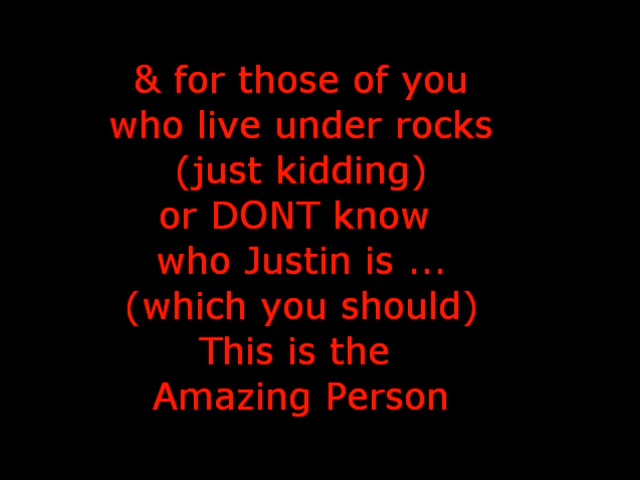 & for those of you
who live under rocks
(just kidding)
or DONT know
who Justin is ...
(which you should)
This is the
Amazing Person